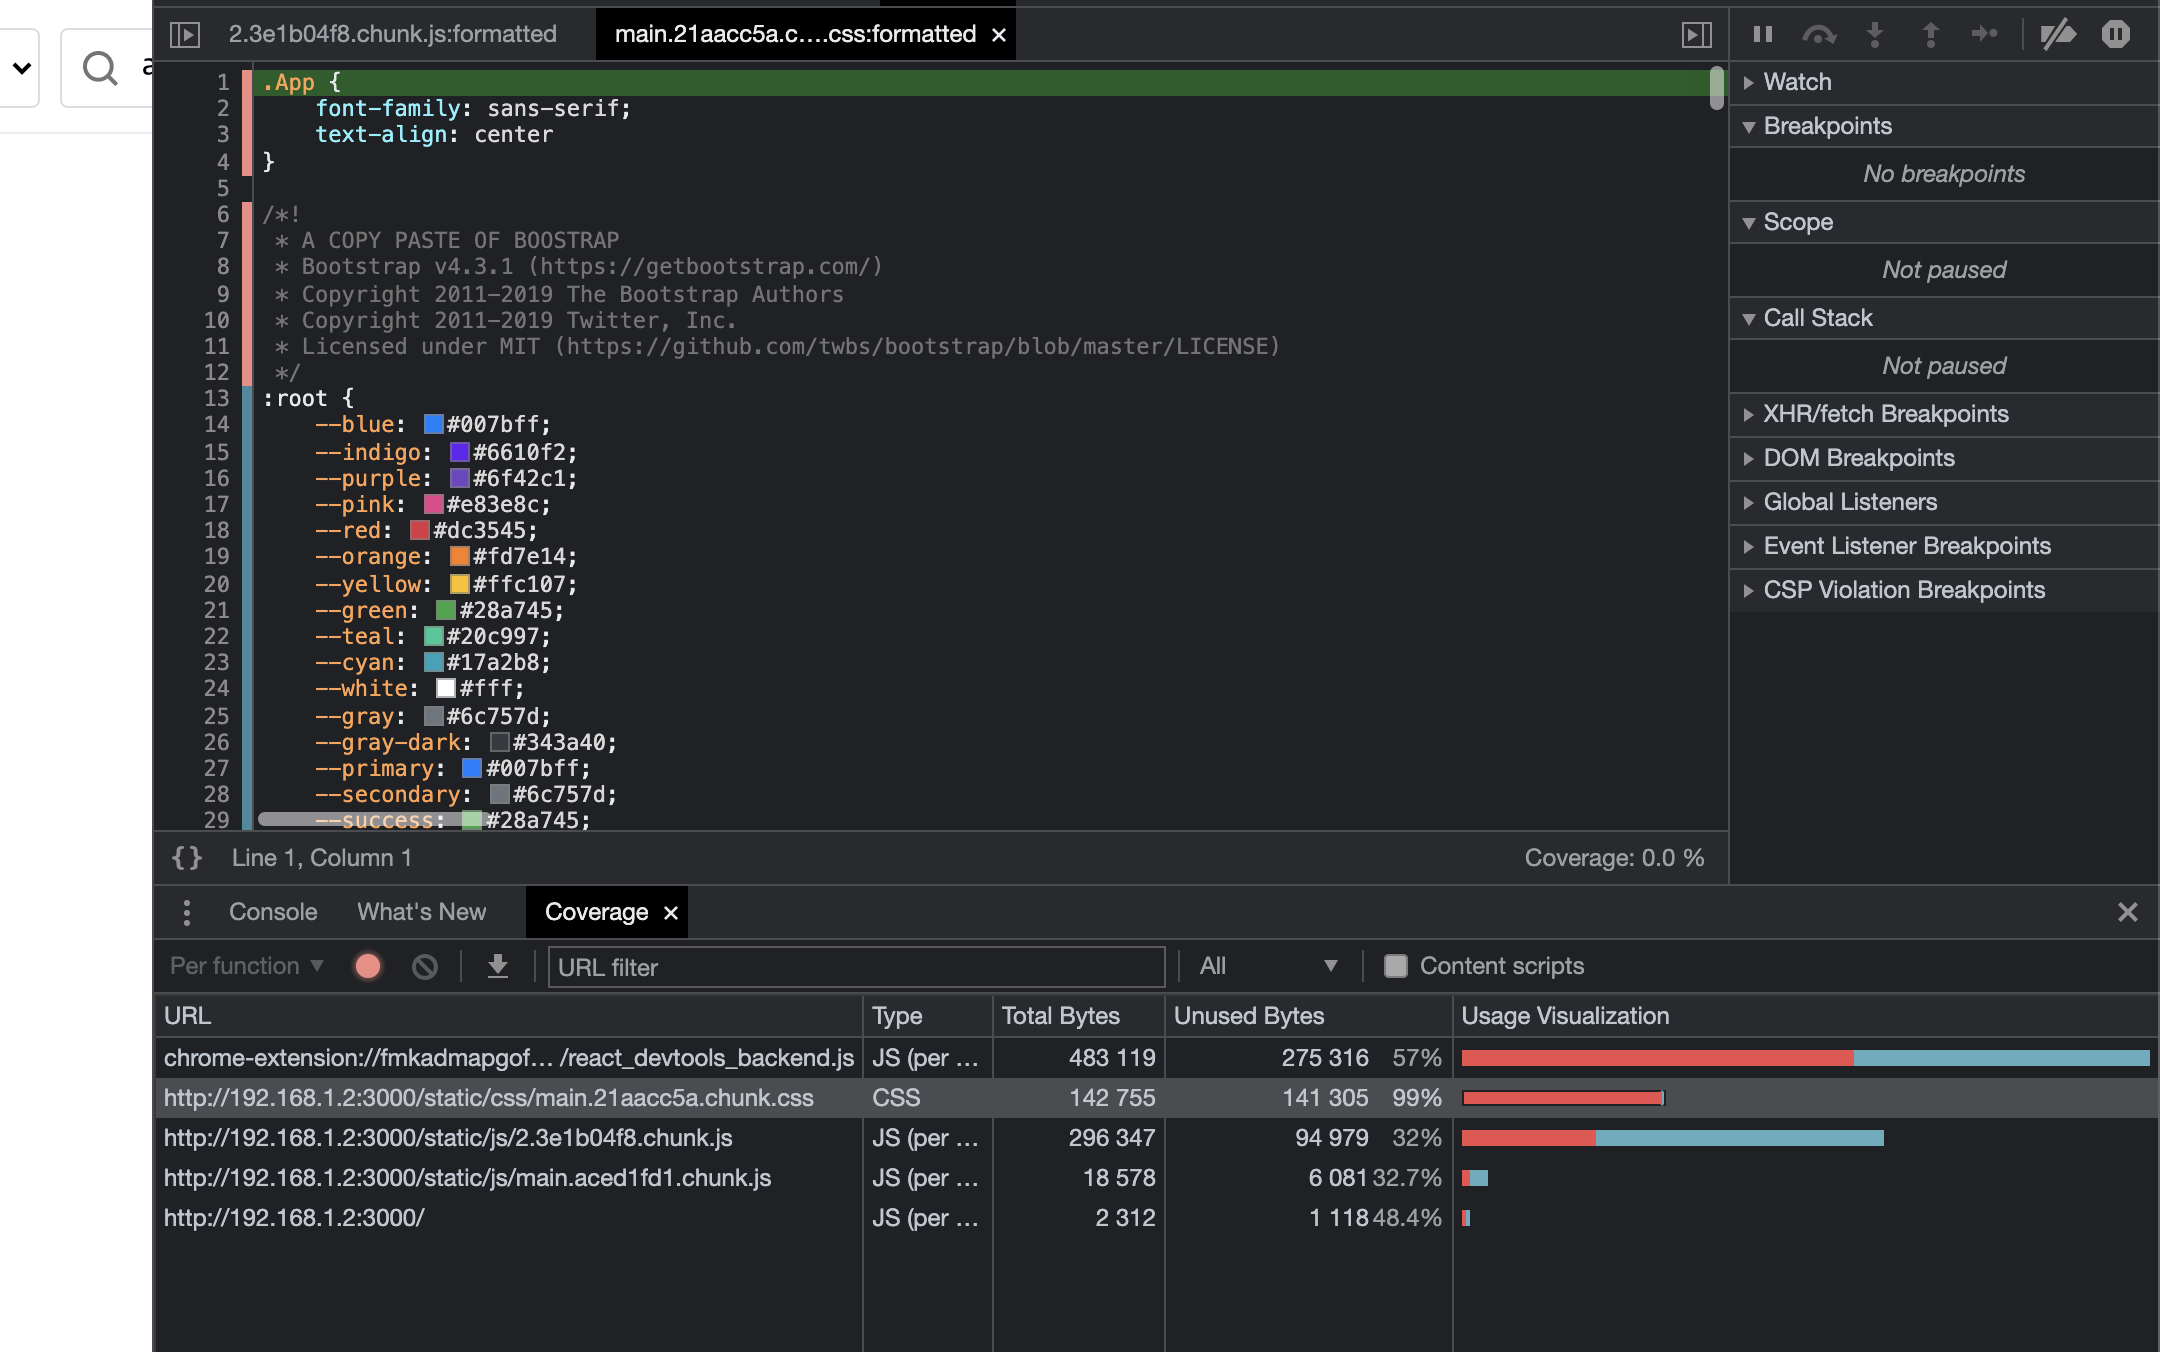 2.3e1b04f8.chunk.js:formatted main.21aacc5a.c....css:formatted ×
a
1 .App {
2 font-family: sans-serif;
3 text-align: center
4 }
5
6 /*!
7 * A COPY PASTE OF BOOSTRAP
8 * Bootstrap v4.3.1 (https://getbootstrap.com/)
9 * Copyright 2011-2019 The Bootstrap Authors
10 * Copyright 2011-2019 Twitter, Inc.
11 * Licensed under MIT (https://github.com/twbs/bootstrap/blob/master/LICENSE)
12 */
13 :root {
14 --blue: #007bff;
15 --indigo: #6610f2;
16 --purple: #6f42c1;
17 --pink: #e83e8c;
18 --red: #dc3545;
19 --orange: #fd7e14;
20 --yellow: #ffc107;
21 --green: #28a745;
22 --teal: #20c997;
23 --cyan: #17a2b8;
24 --white: #fff;
25 --gray: #6c757d;
26 --gray-dark: #343a40;
27 --primary: #007bff;
28 --secondary: #6c757d;
29 --success: #28a745;
{} Line 1, Column 1 Coverage: 0.0 %
Watch
Breakpoints
No breakpoints
Scope
Not paused
Call Stack
Not paused
XHR/fetch Breakpoints
DOM Breakpoints
Global Listeners
Event Listener Breakpoints
CSP Violation Breakpoints
Console What's New Coverage ×
Per function URL filter All Content scripts
URL Type Total Bytes Unused Bytes Usage Visualization
chrome-extension://fmkadmapgof… /react_devtools_backend.js JS (per … 483 119 275 316 57%
http://192.168.1.2:3000/static/css/main.21aacc5a.chunk.css CSS 142 755 141 305 99%
http://192.168.1.2:3000/static/js/2.3e1b04f8.chunk.js JS (per … 296 347 94 979 32%
http://192.168.1.2:3000/static/js/main.aced1fd1.chunk.js JS (per … 18 578 6 081 32.7%
http://192.168.1.2:3000/ JS (per … 2 312 1 118 48.4%